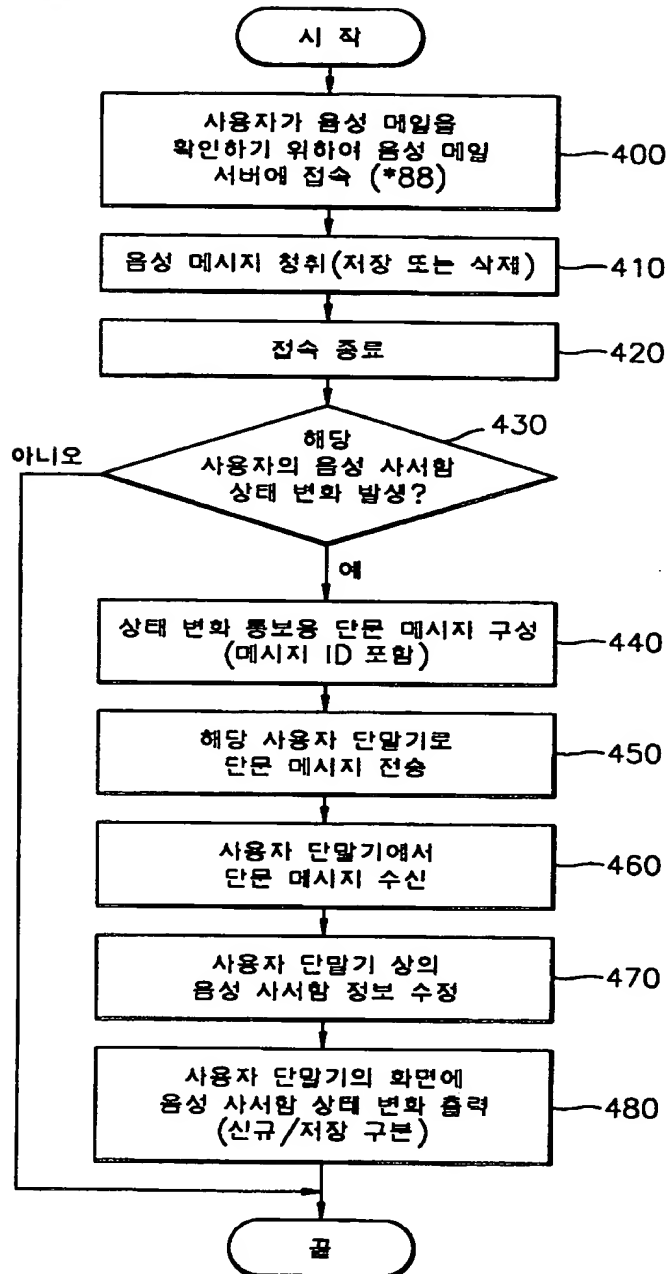 시 작
사용자가 음성 메일을
확인하기 위하여 음성 메일
서버에 접속 (*88)
400
음성 메시지 청취(저장 또는 삭제)
410
접속 종료
420
430
해당
사용자의 음성 사서함
상태 변화 발생?
아니오
예
상태 변화 통보용 단문 메시지 구성
(메시지 ID 포함)
440
해당 사용자 단말기로
단문 메시지 전송
450
사용자 단말기에서
단문 메시지 수신
460
사용자 단말기 상의
음성 사서함 정보 수정
470
사용자 단말기의 화면에
음성 사서함 상태 변화 출력
(신규/저장 구분)
480
끝